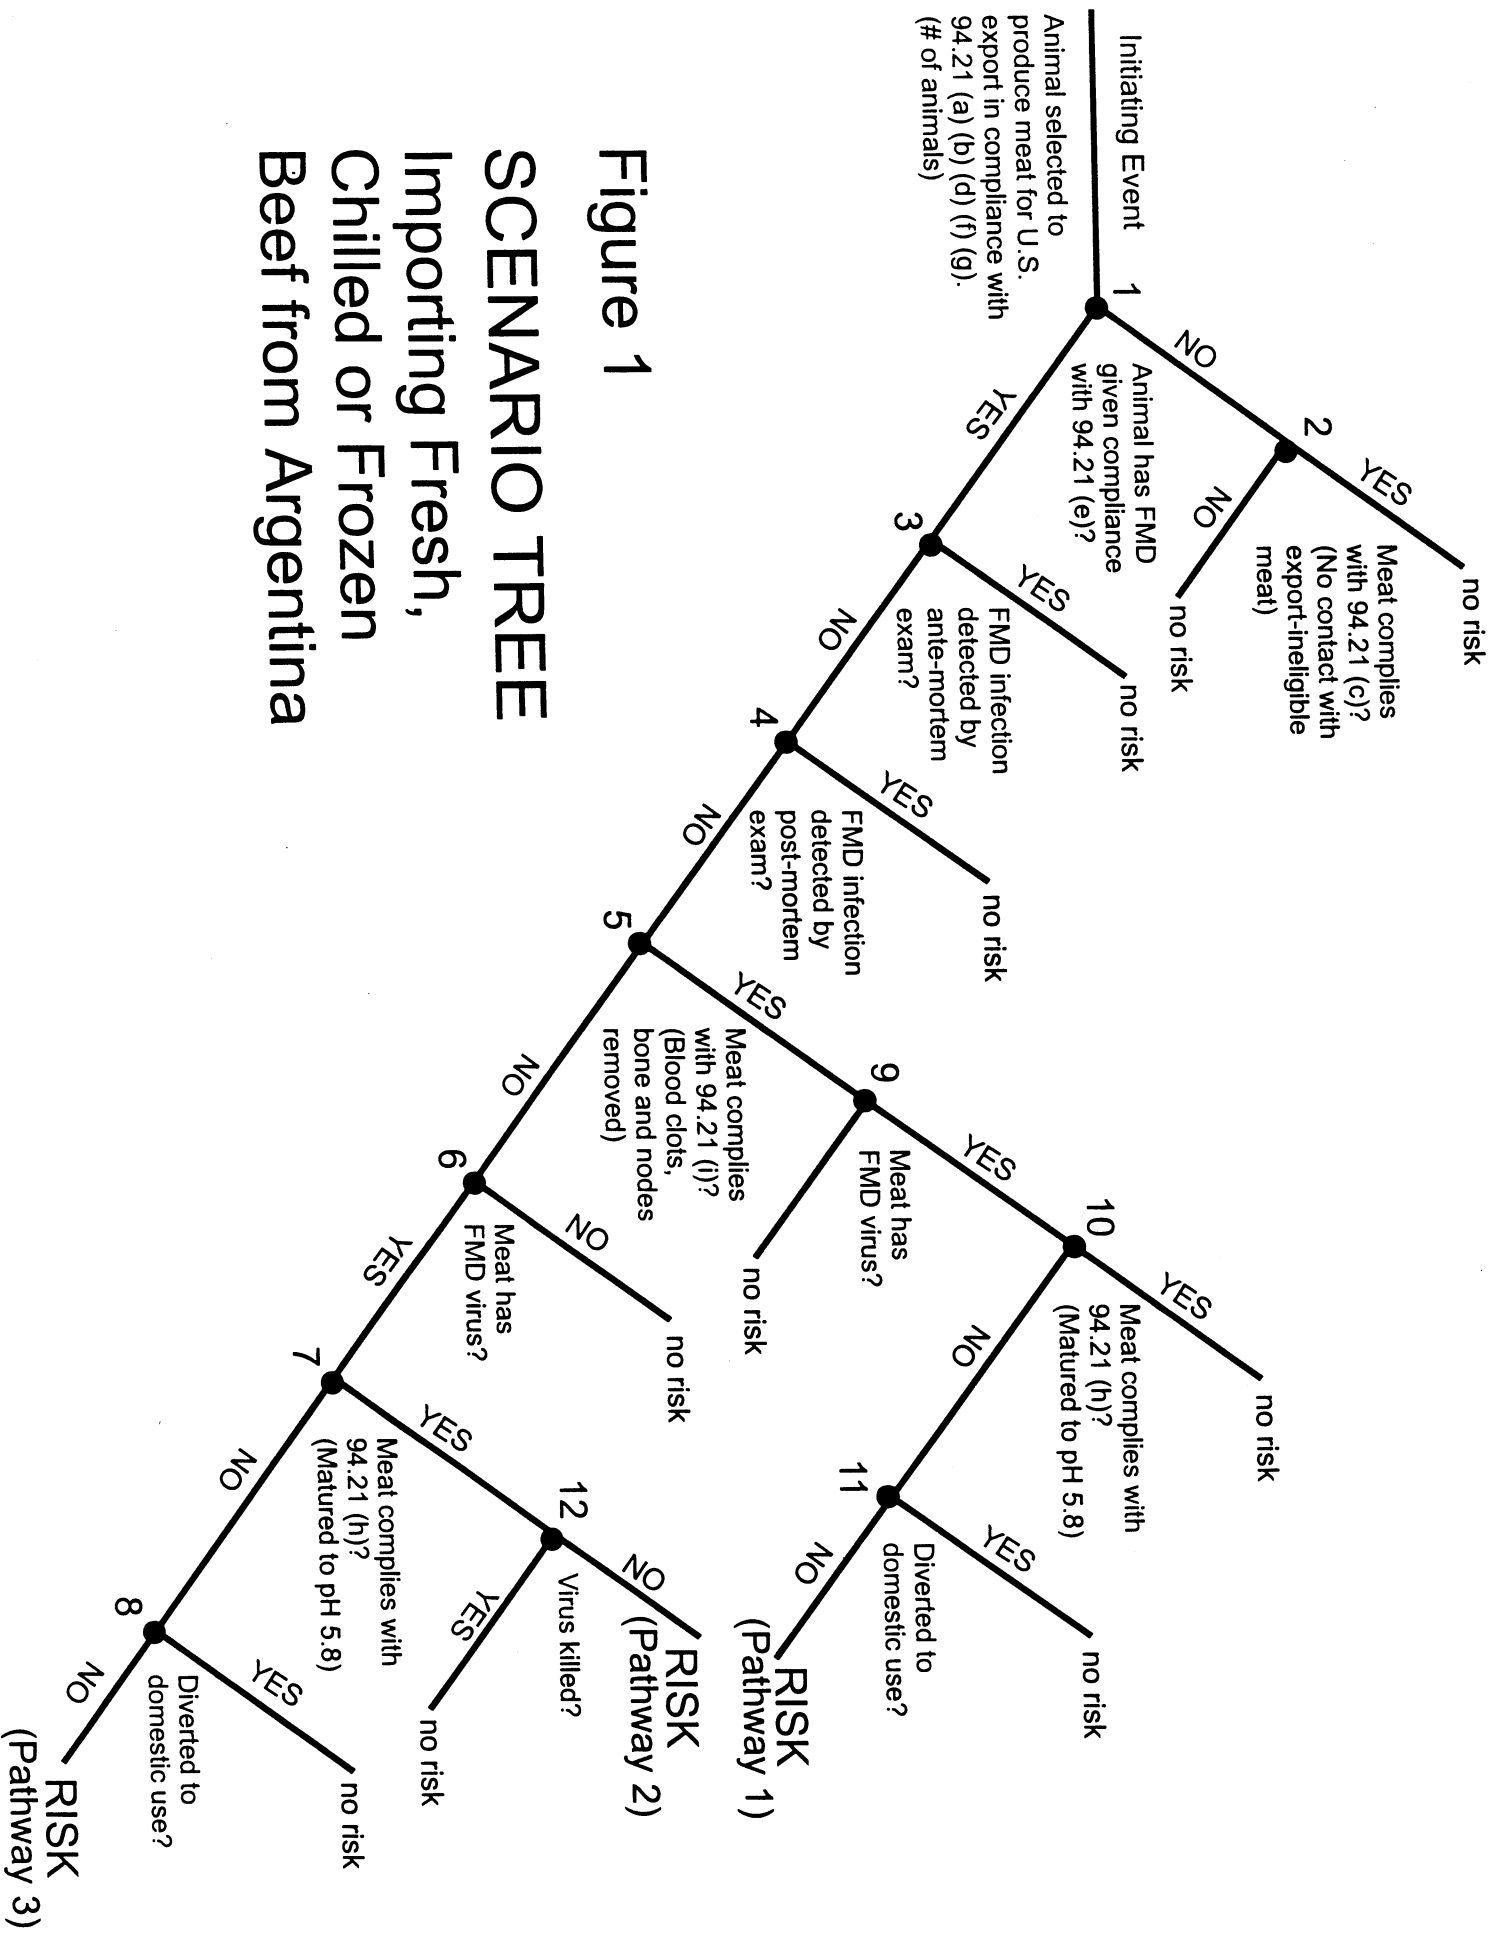 Initiating Event
Animal selected to
produce meat for U.S.
export in compliance with
94.21 (a) (b) (d) (f) (g).
(# of animals)
1
NO
YES
Animal has FMD
given compliance
with 94.21 (e)?
2
YES
NO
Meat complies
with 94.21 (c)?
(No contact with
export-ineligible
meat)
no risk
no risk
3
YES
NO
FMD infection
detected by
ante-mortem
exam?
no risk
4
YES
NO
FMD infection
detected by
post-mortem
exam?
no risk
5
YES
NO
Meat complies
with 94.21 (i)?
(Blood clots,
bone and nodes
removed)
9
YES
Meat has
FMD virus?
no risk
10
YES
NO
Meat complies with
94.21 (h)?
(Matured to pH 5.8)
no risk
11
YES
NO
Diverted to
domestic use?
no risk
RISK
(Pathway 1)
6
NO
YES
Meat has
FMD virus?
no risk
7
YES
NO
Meat complies with
94.21 (h)?
(Matured to pH 5.8)
12
NO
YES
Virus killed?
RISK
(Pathway 2)
no risk
8
YES
NO
Diverted to
domestic use?
no risk
RISK
(Pathway 3)
Figure 1
SCENARIO TREE
Importing Fresh,
Chilled or Frozen
Beef from Argentina